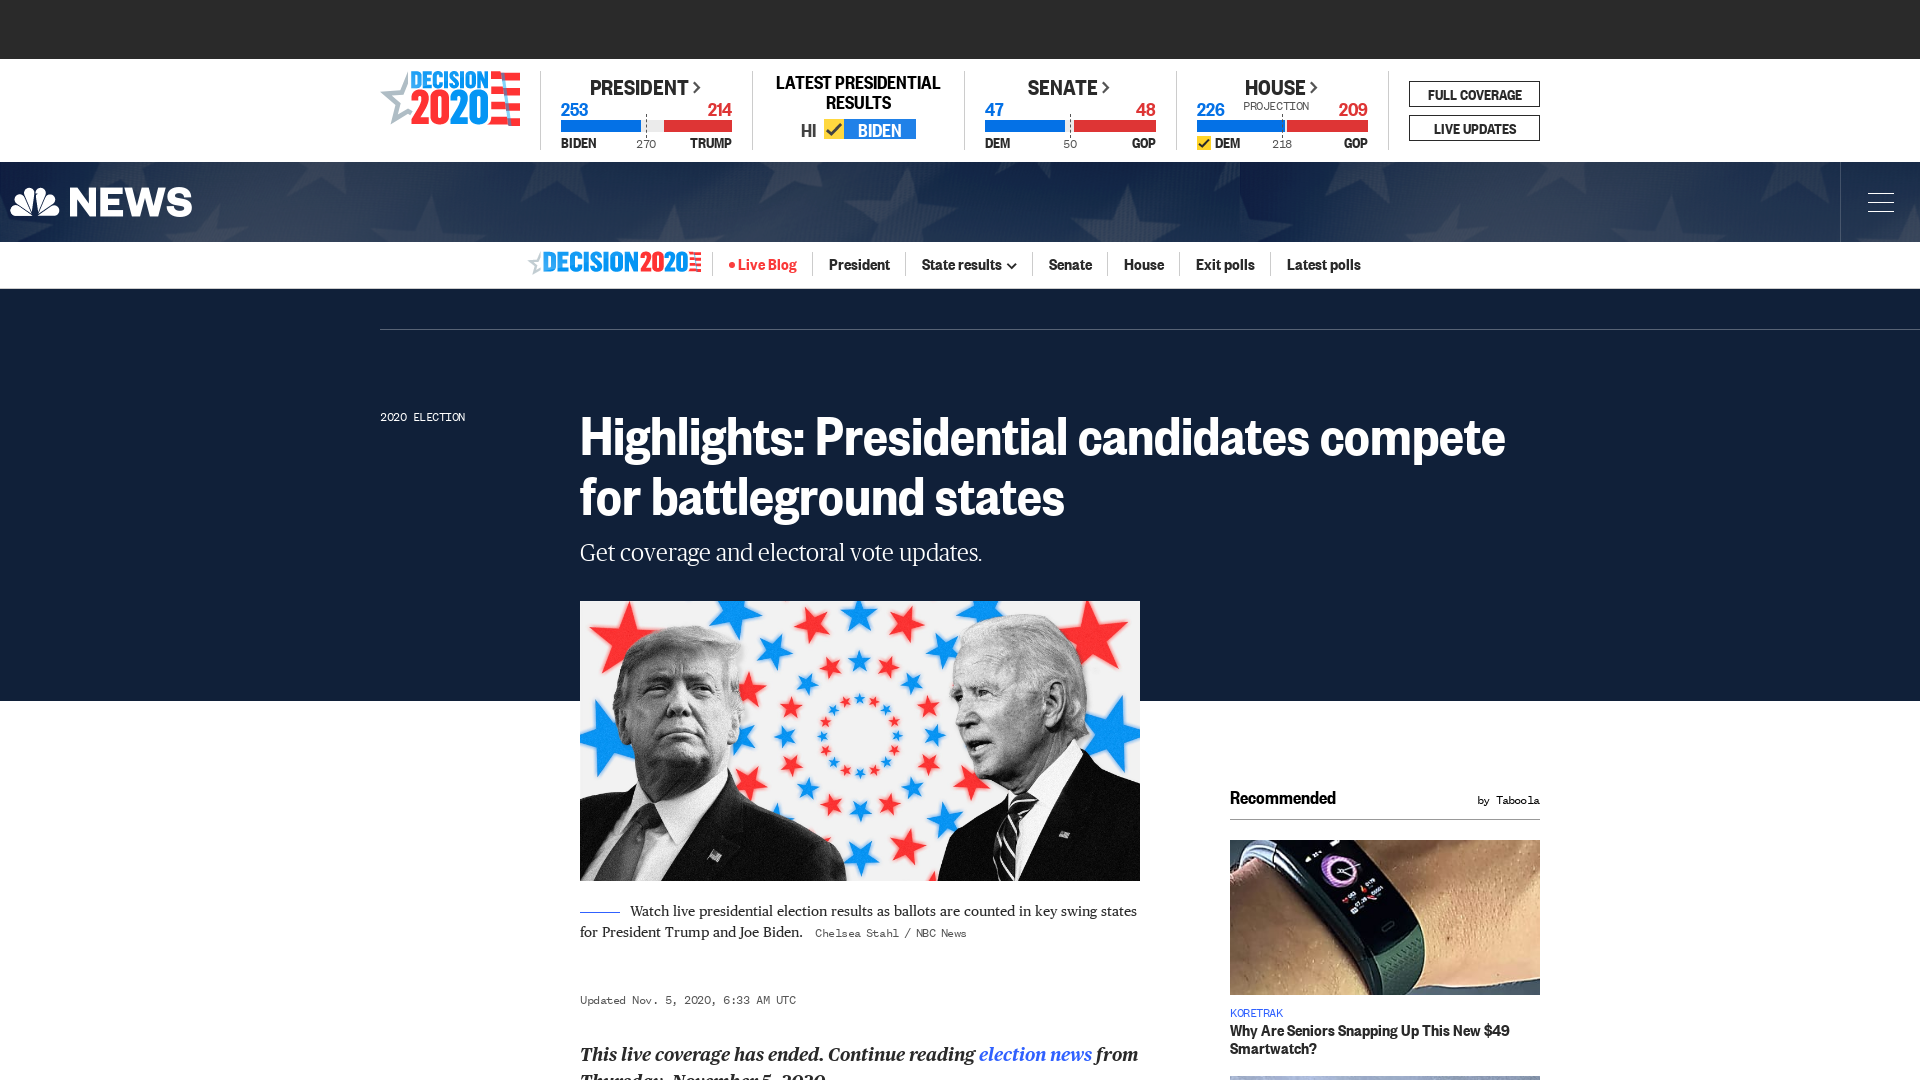 DECISION
2020
PRESIDENT
253 214
BIDEN 270 TRUMP
LATEST PRESIDENTIAL
RESULTS
HI BIDEN
SENATE
47 48
DEM 50 GOP
HOUSE
226 PROJECTION 209
DEM 218 GOP
FULL COVERAGE
LIVE UPDATES
NEWS
DECISION 2020
Live Blog
President
State results
Senate
House
Exit polls
Latest polls
2020 ELECTION
Highlights: Presidential candidates compete
for battleground states
Get coverage and electoral vote updates.
Watch live presidential election results as ballots are counted in key swing states
for President Trump and Joe Biden. Chelsea Stahl / NBC News
Updated Nov. 5, 2020, 6:33 AM UTC
This live coverage has ended. Continue reading election news from
Thursday, November 5, 2020.
Recommended
by Taboola
KORETRAK
Why Are Seniors Snapping Up This New $49
Smartwatch?